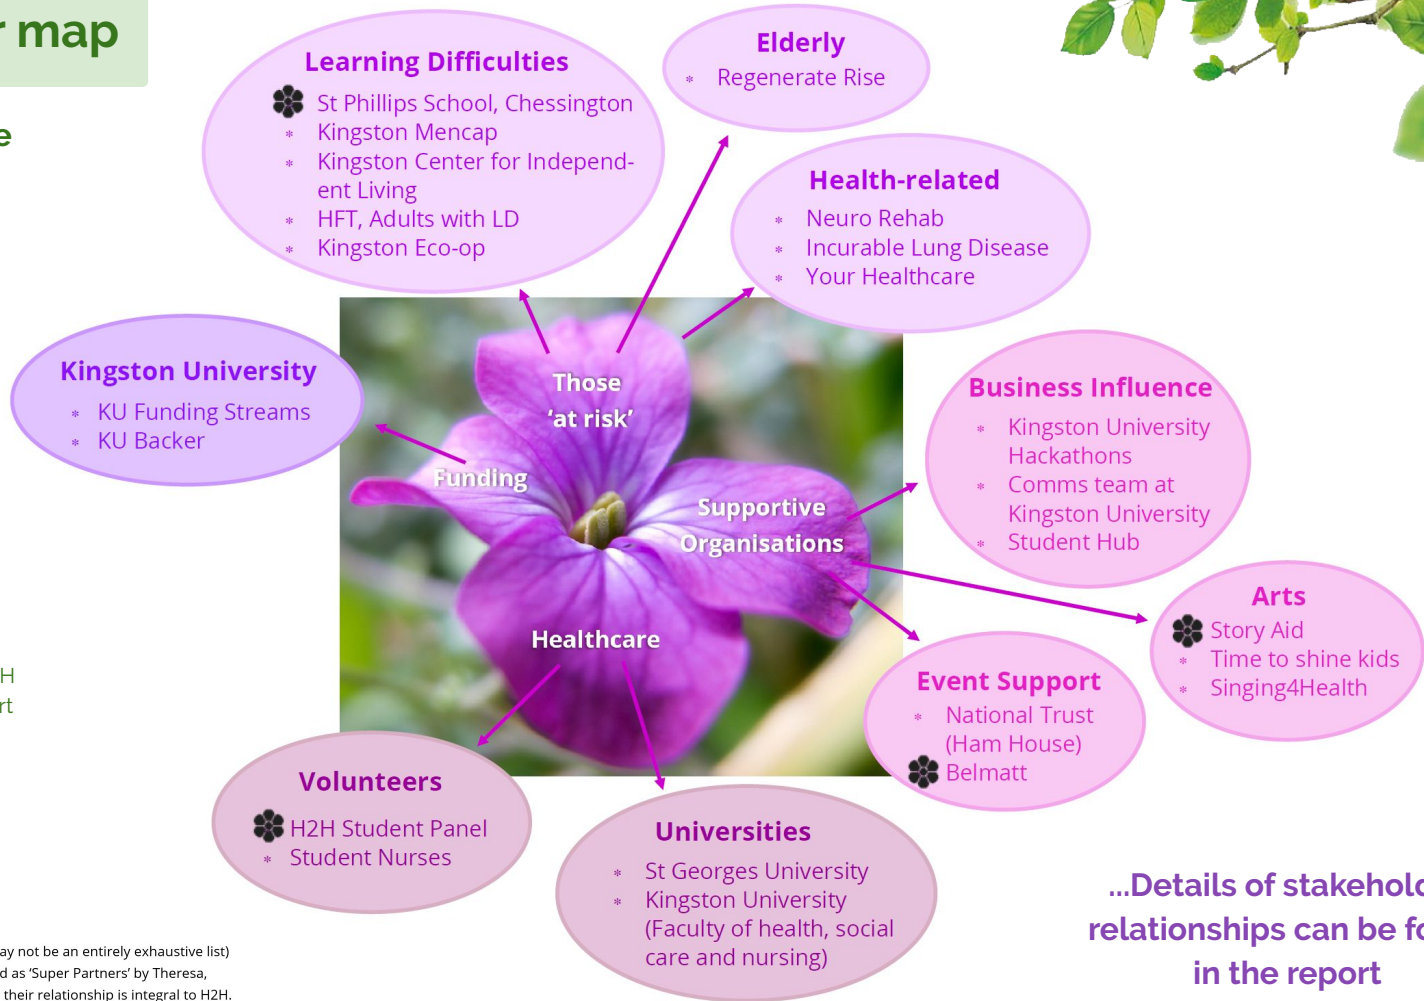 map
Learning Difficulties
St Phillips School, Chessington
* Kingston Mencap
* Kingston Center for Independ-
ent Living
* HFT, Adults with LD
* Kingston Eco-op
Elderly
* Regenerate Rise
Health-related
* Neuro Rehab
* Incurable Lung Disease
* Your Healthcare
Kingston University
* KU Funding Streams
* KU Backer
Those
‘at risk’
Funding
Supportive
Organisations
Healthcare
Business Influence
* Kingston University
Hackathons
* Comms team at
Kingston University
* Student Hub
Arts
Story Aid
* Time to shine kids
* Singing4Health
Event Support
* National Trust
(Ham House)
Belmatt
Volunteers
H2H Student Panel
* Student Nurses
Universities
* St Georges University
* Kingston University
(Faculty of health, social
care and nursing)
...Details of
relationships can be
in the report
not be an entirely exhaustive list)
as ‘Super Partners’ by Theresa,
their relationship is integral to H2H.